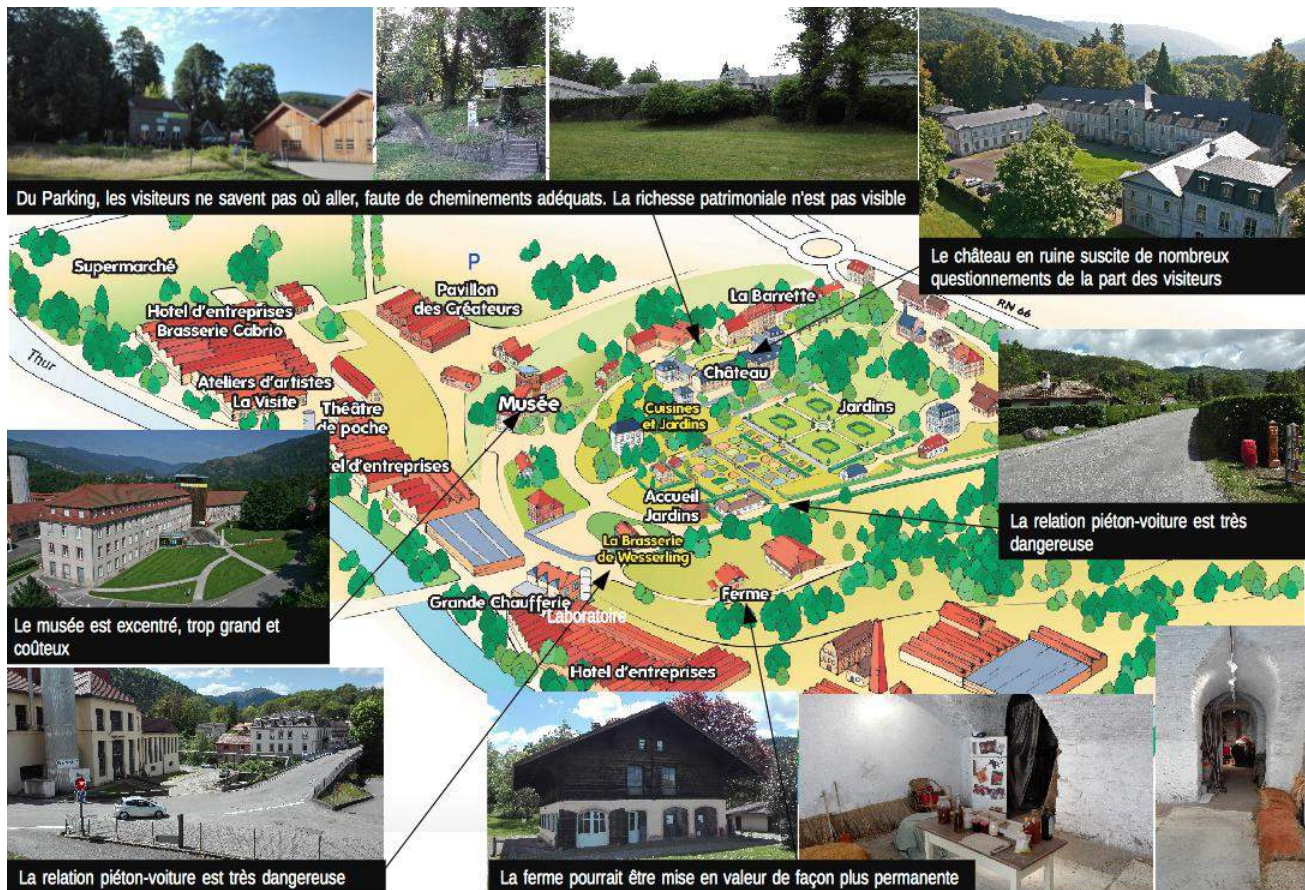 Du Parking, les visiteurs ne savent pas où aller, faute de cheminements adéquats. La richesse patrimoniale n'est pas visible
Le château en ruine suscite de nombreux
questionnements de la part des visiteurs
Supermarché
P
Hotel d'entreprises
Brasserie Cabrio
Pavillon
des Créateurs
La Barrette
RN 66
Thur
Château
Ateliers d'artistes
La Visite
Musée
Théâtre
de poche
Cuisines
et Jardins
Jardins
el d'entreprises
Accueil
Jardins
La relation piéton-voiture est très
dangereuse
La Brasserie
de Wesserling
Grande Chaufferie
Laboratoire
Ferme
Le musée est excentré, trop grand et
coûteux
Hotel d'entreprises
La relation piéton-voiture est très dangereuse
La ferme pourrait être mise en valeur de façon plus permanente